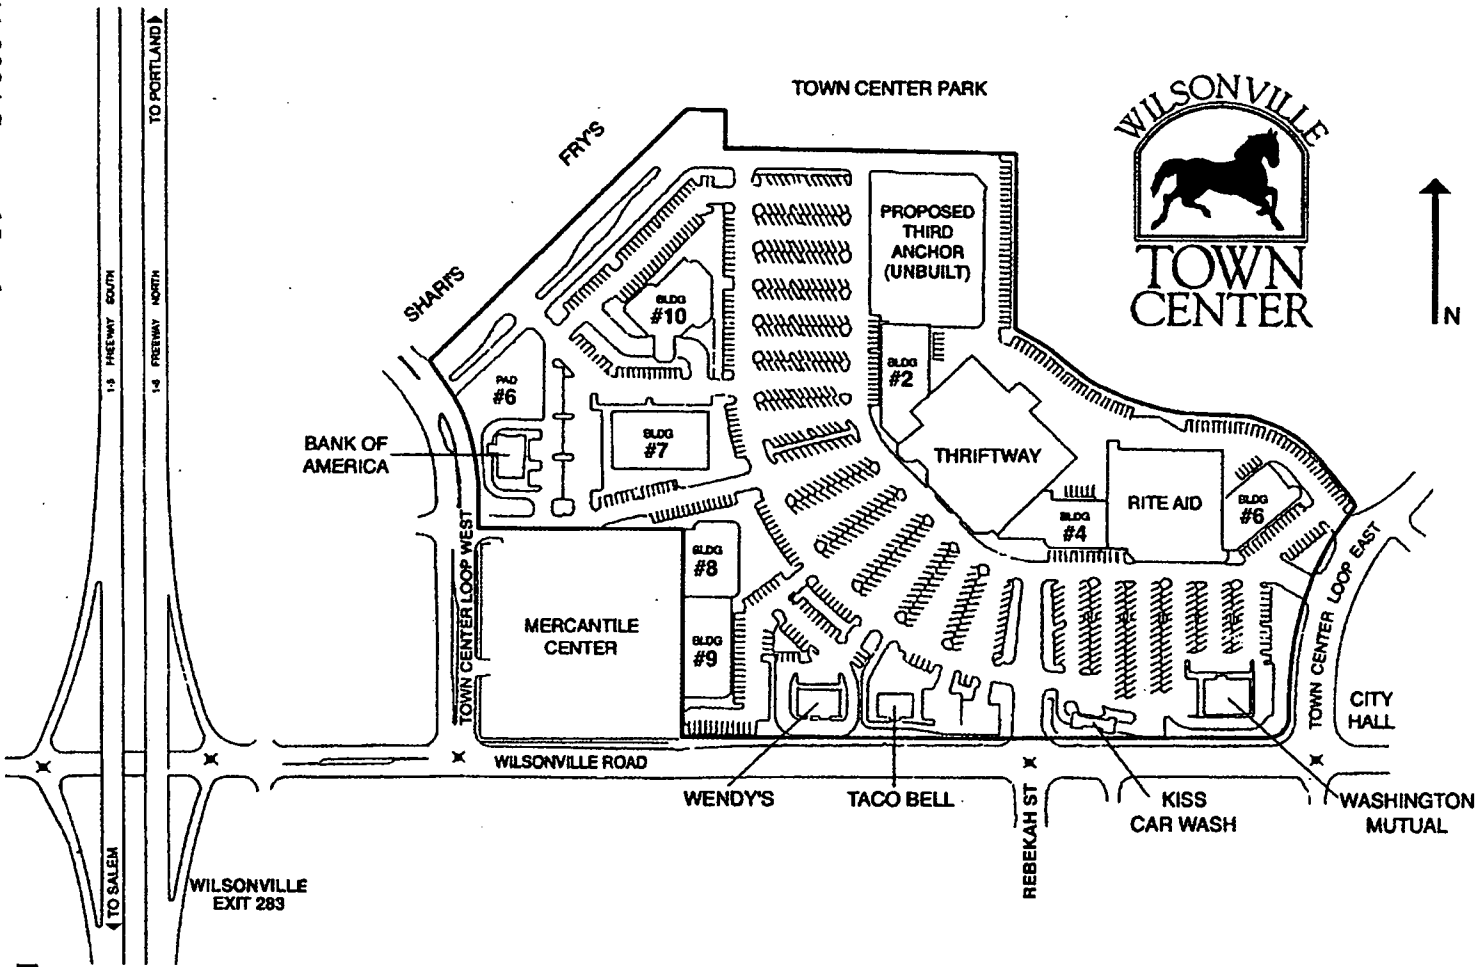 TO PORTLAND
TOWN CENTER PARK
WILSONVILLE
TOWN
CENTER
N
FRY'S
SHARI'S
PROPOSED
THIRD
ANCHOR
(UNBUILT)
BLDG
#10
BLDG
#2
PAD
#6
BLDG
#7
BANK OF
AMERICA
THRIFTWAY
RITE AID
BLDG
#4
BLDG
#6
BLDG
#8
BLDG
#9
MERCANTILE
CENTER
I-5 FREEWAY SOUTH
I-5 FREEWAY NORTH
TOWN CENTER LOOP WEST
TOWN CENTER LOOP EAST
CITY
HALL
WILSONVILLE ROAD
WENDY'S
TACO BELL
REBEKAH ST
KISS
CAR WASH
WASHINGTON
MUTUAL
TO SALEM
WILSONVILLE
EXIT 283